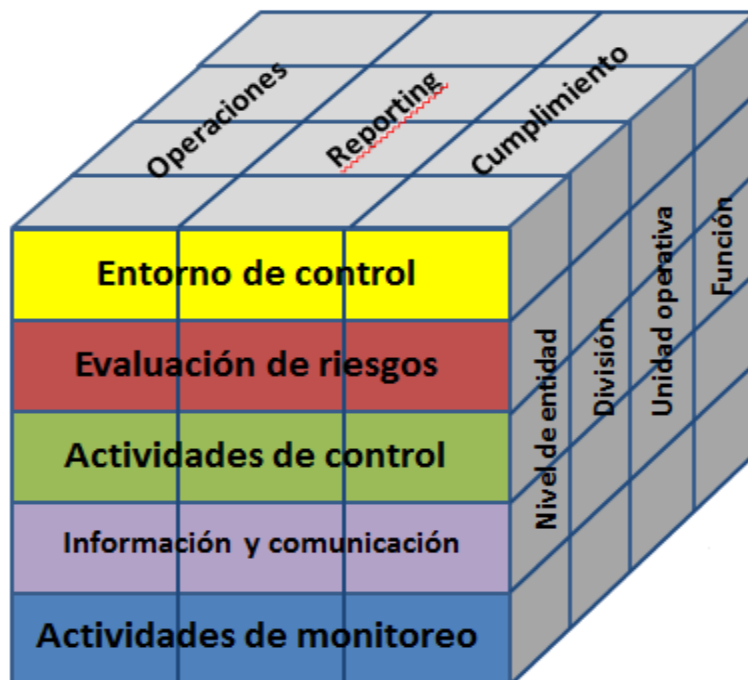 Operaciones
Reporting
Cumplimiento
Entorno de control
Evaluación de riesgos
Actividades de control
Información y comunicación
Actividades de monitoreo
Nivel de entidad
División
Unidad operativa
Función